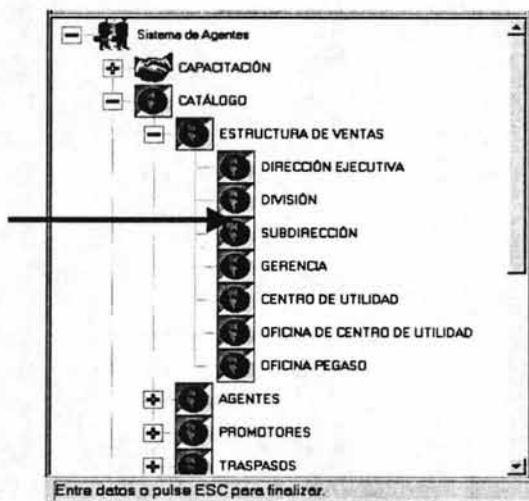 Sistema de Agentes
CAPACITACIÓN
CATÁLOGO
ESTRUCTURA DE VENTAS
DIRECCIÓN EJECUTIVA
DIVISIÓN
SUBDIRECCIÓN
GERENCIA
CENTRO DE UTILIDAD
OFICINA DE CENTRO DE UTILIDAD
OFICINA PEGASO
AGENTES
PROMOTORES
TRASPASOS
Entre datos o pulse ESC para finalizar.